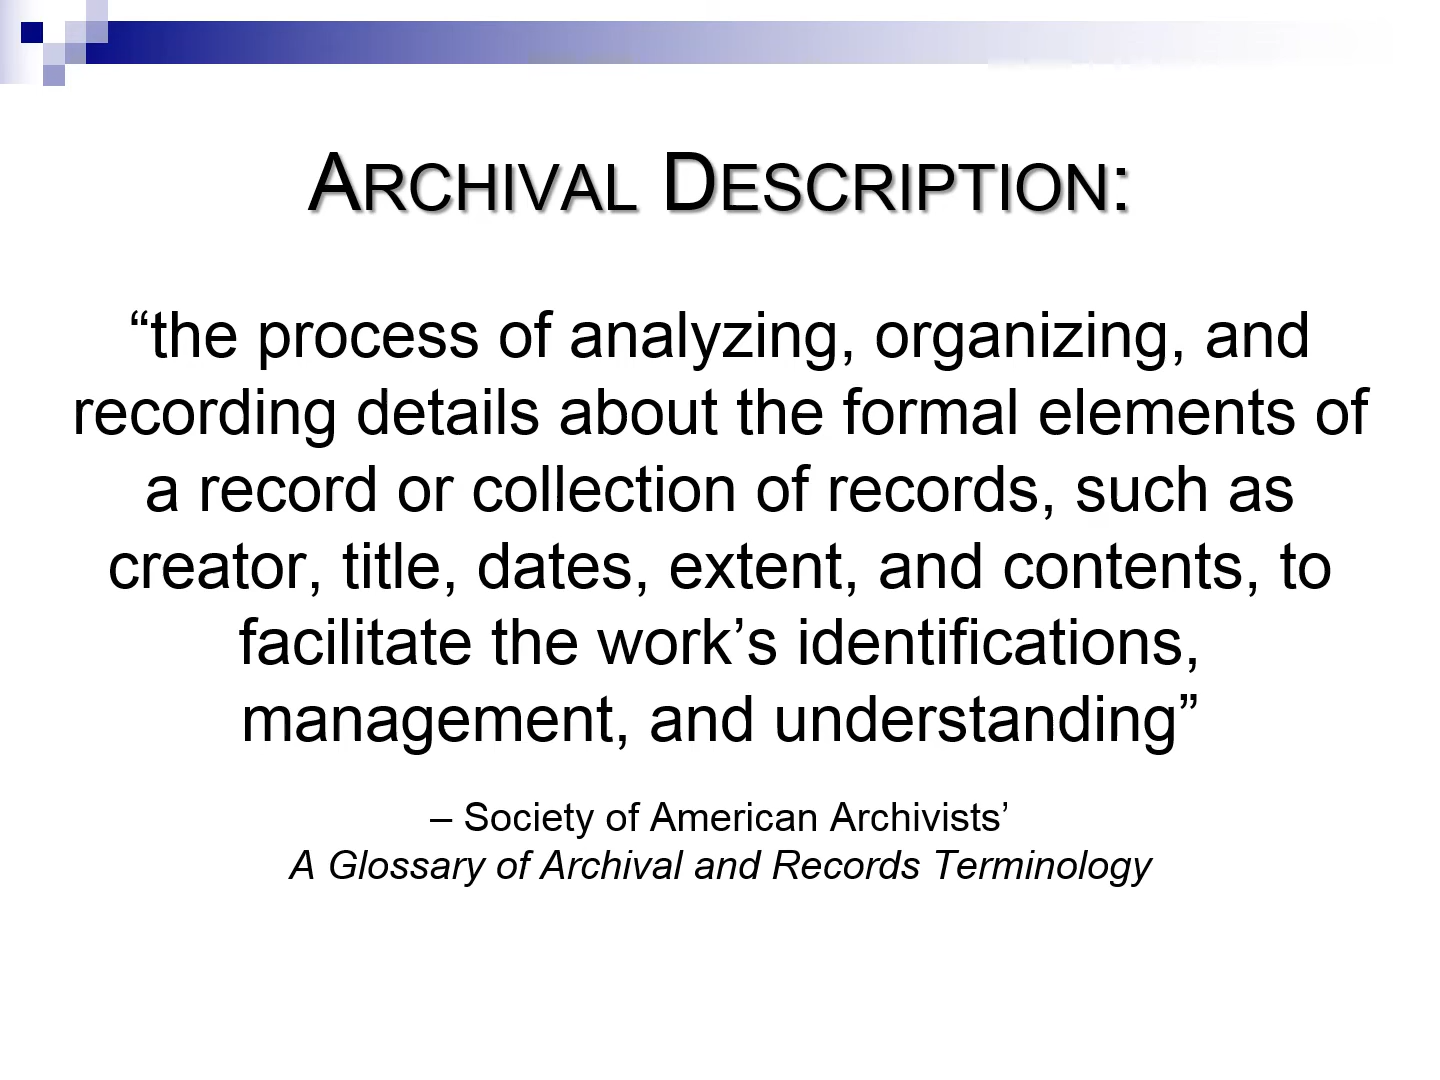 ARCHIVAL DESCRIPTION:
“the process of analyzing, organizing, and
recording details about the formal elements of
a record or collection of records, such as
creator, title, dates, extent, and contents, to
facilitate the work’s identifications,
management, and understanding”
– Society of American Archivists’
A Glossary of Archival and Records Terminology